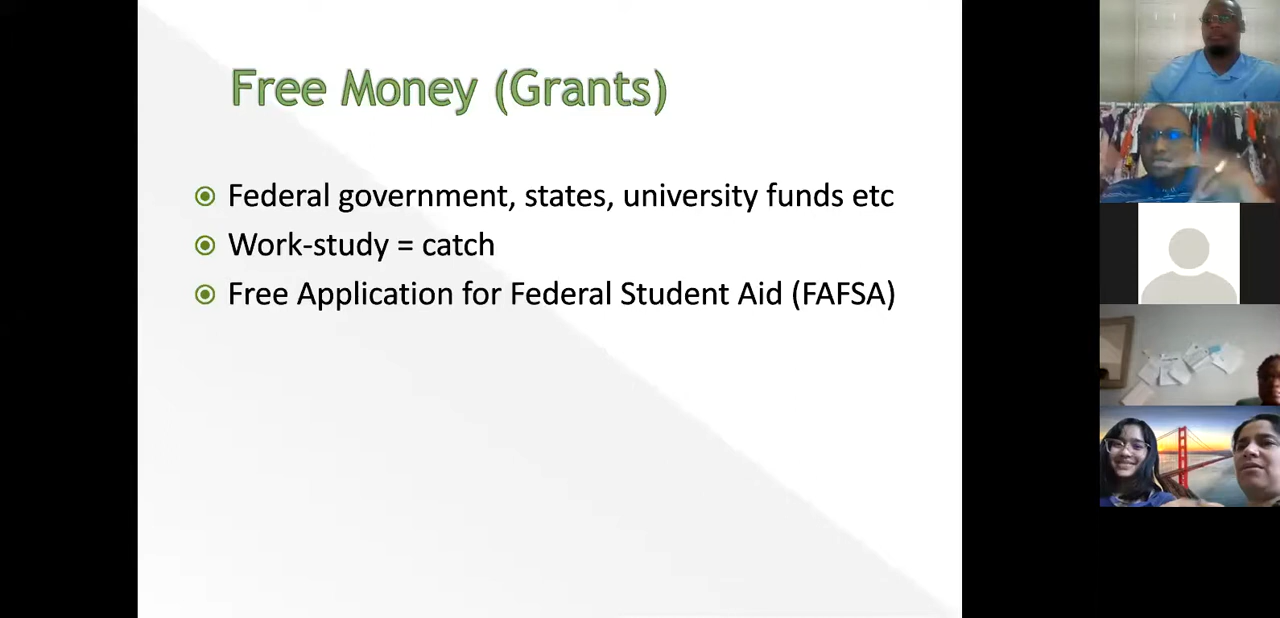 Free Money (Grants)
Federal government, states, university funds etc
Work-study = catch
Free Application for Federal Student Aid (FAFSA)